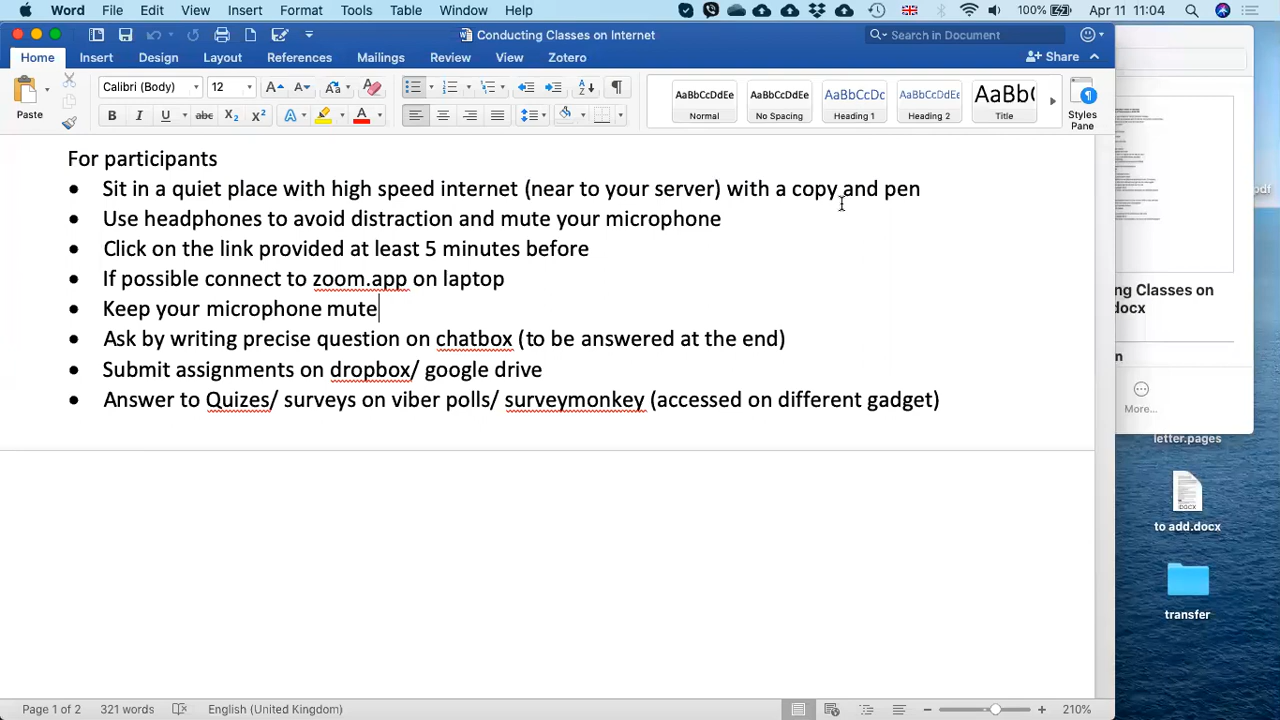 Word File Edit View Insert Format Tools Table Window Help 100% Apr 11 11:04
Conducting Classes on Internet
Search in Document
Home Insert Draw Design Layout References Mailings Review View Zotero Share
Paste
Calibri (Body) 12
AaBbCcDdEe AaBbCcDdEe AaBbCcDc AaBbCcDdEe AaBb(
Normal No Spacing Heading 2 Title
Styles
Pane
B I U abc X2 X2 A A
For participants
• Sit in a quiet place with high speed internet (near to your server) with a copy and pen
• Use headphones to avoid distraction and mute your microphone
• Click on the link provided at least 5 minutes before
• If possible connect to zoom.app on laptop
• Keep your microphone mute
• Ask by writing precise question on chatbox (to be answered at the end)
• Submit assignments on dropbox/ google drive
• Answer to Quizes/ surveys on viber polls/ surveymonkey (accessed on different gadget)
pdf
ng Classes on
.docx
n
More...
letter.pages
DOCX
to add.docx
transfer
Page 1 of 2 321 words English (United Kingdom) 210%